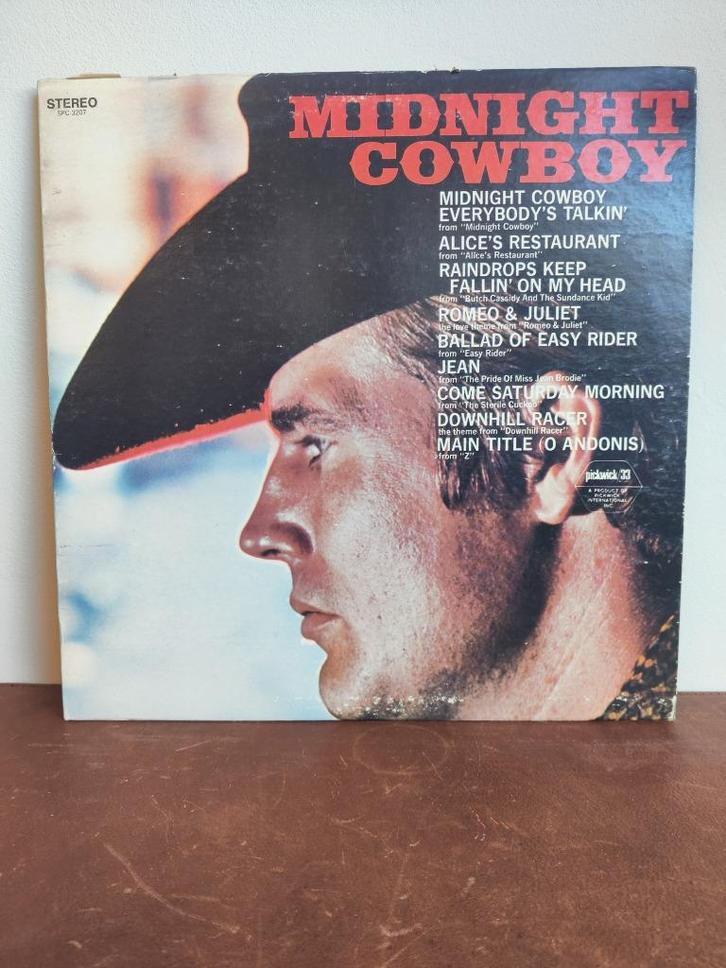 STEREO
SPC-3207
MIDNIGHT
COWBOY
MIDNIGHT COWBOY
EVERYBODY'S TALKIN'
from "Midnight Cowboy"
ALICE'S RESTAURANT
from "Alice's Restaurant"
RAINDROPS KEEP
FALLIN' ON MY HEAD
from "Butch Cassidy And The Sundance Kid"
ROMEO & JULIET
the love theme from "Romeo & Juliet"
BALLAD OF EASY RIDER
from "Easy Rider"
JEAN
from "The Pride Of Miss Jean Brodie"
COME SATURDAY MORNING
from "The Sterile Cuckoo"
DOWNHILL RACER
the theme from "Downhill Racer"
MAIN TITLE (O ANDONIS)
from "Z"
pickwick/33
A PRODUCT OF
PICKWICK
INTERNATIONAL
INC.